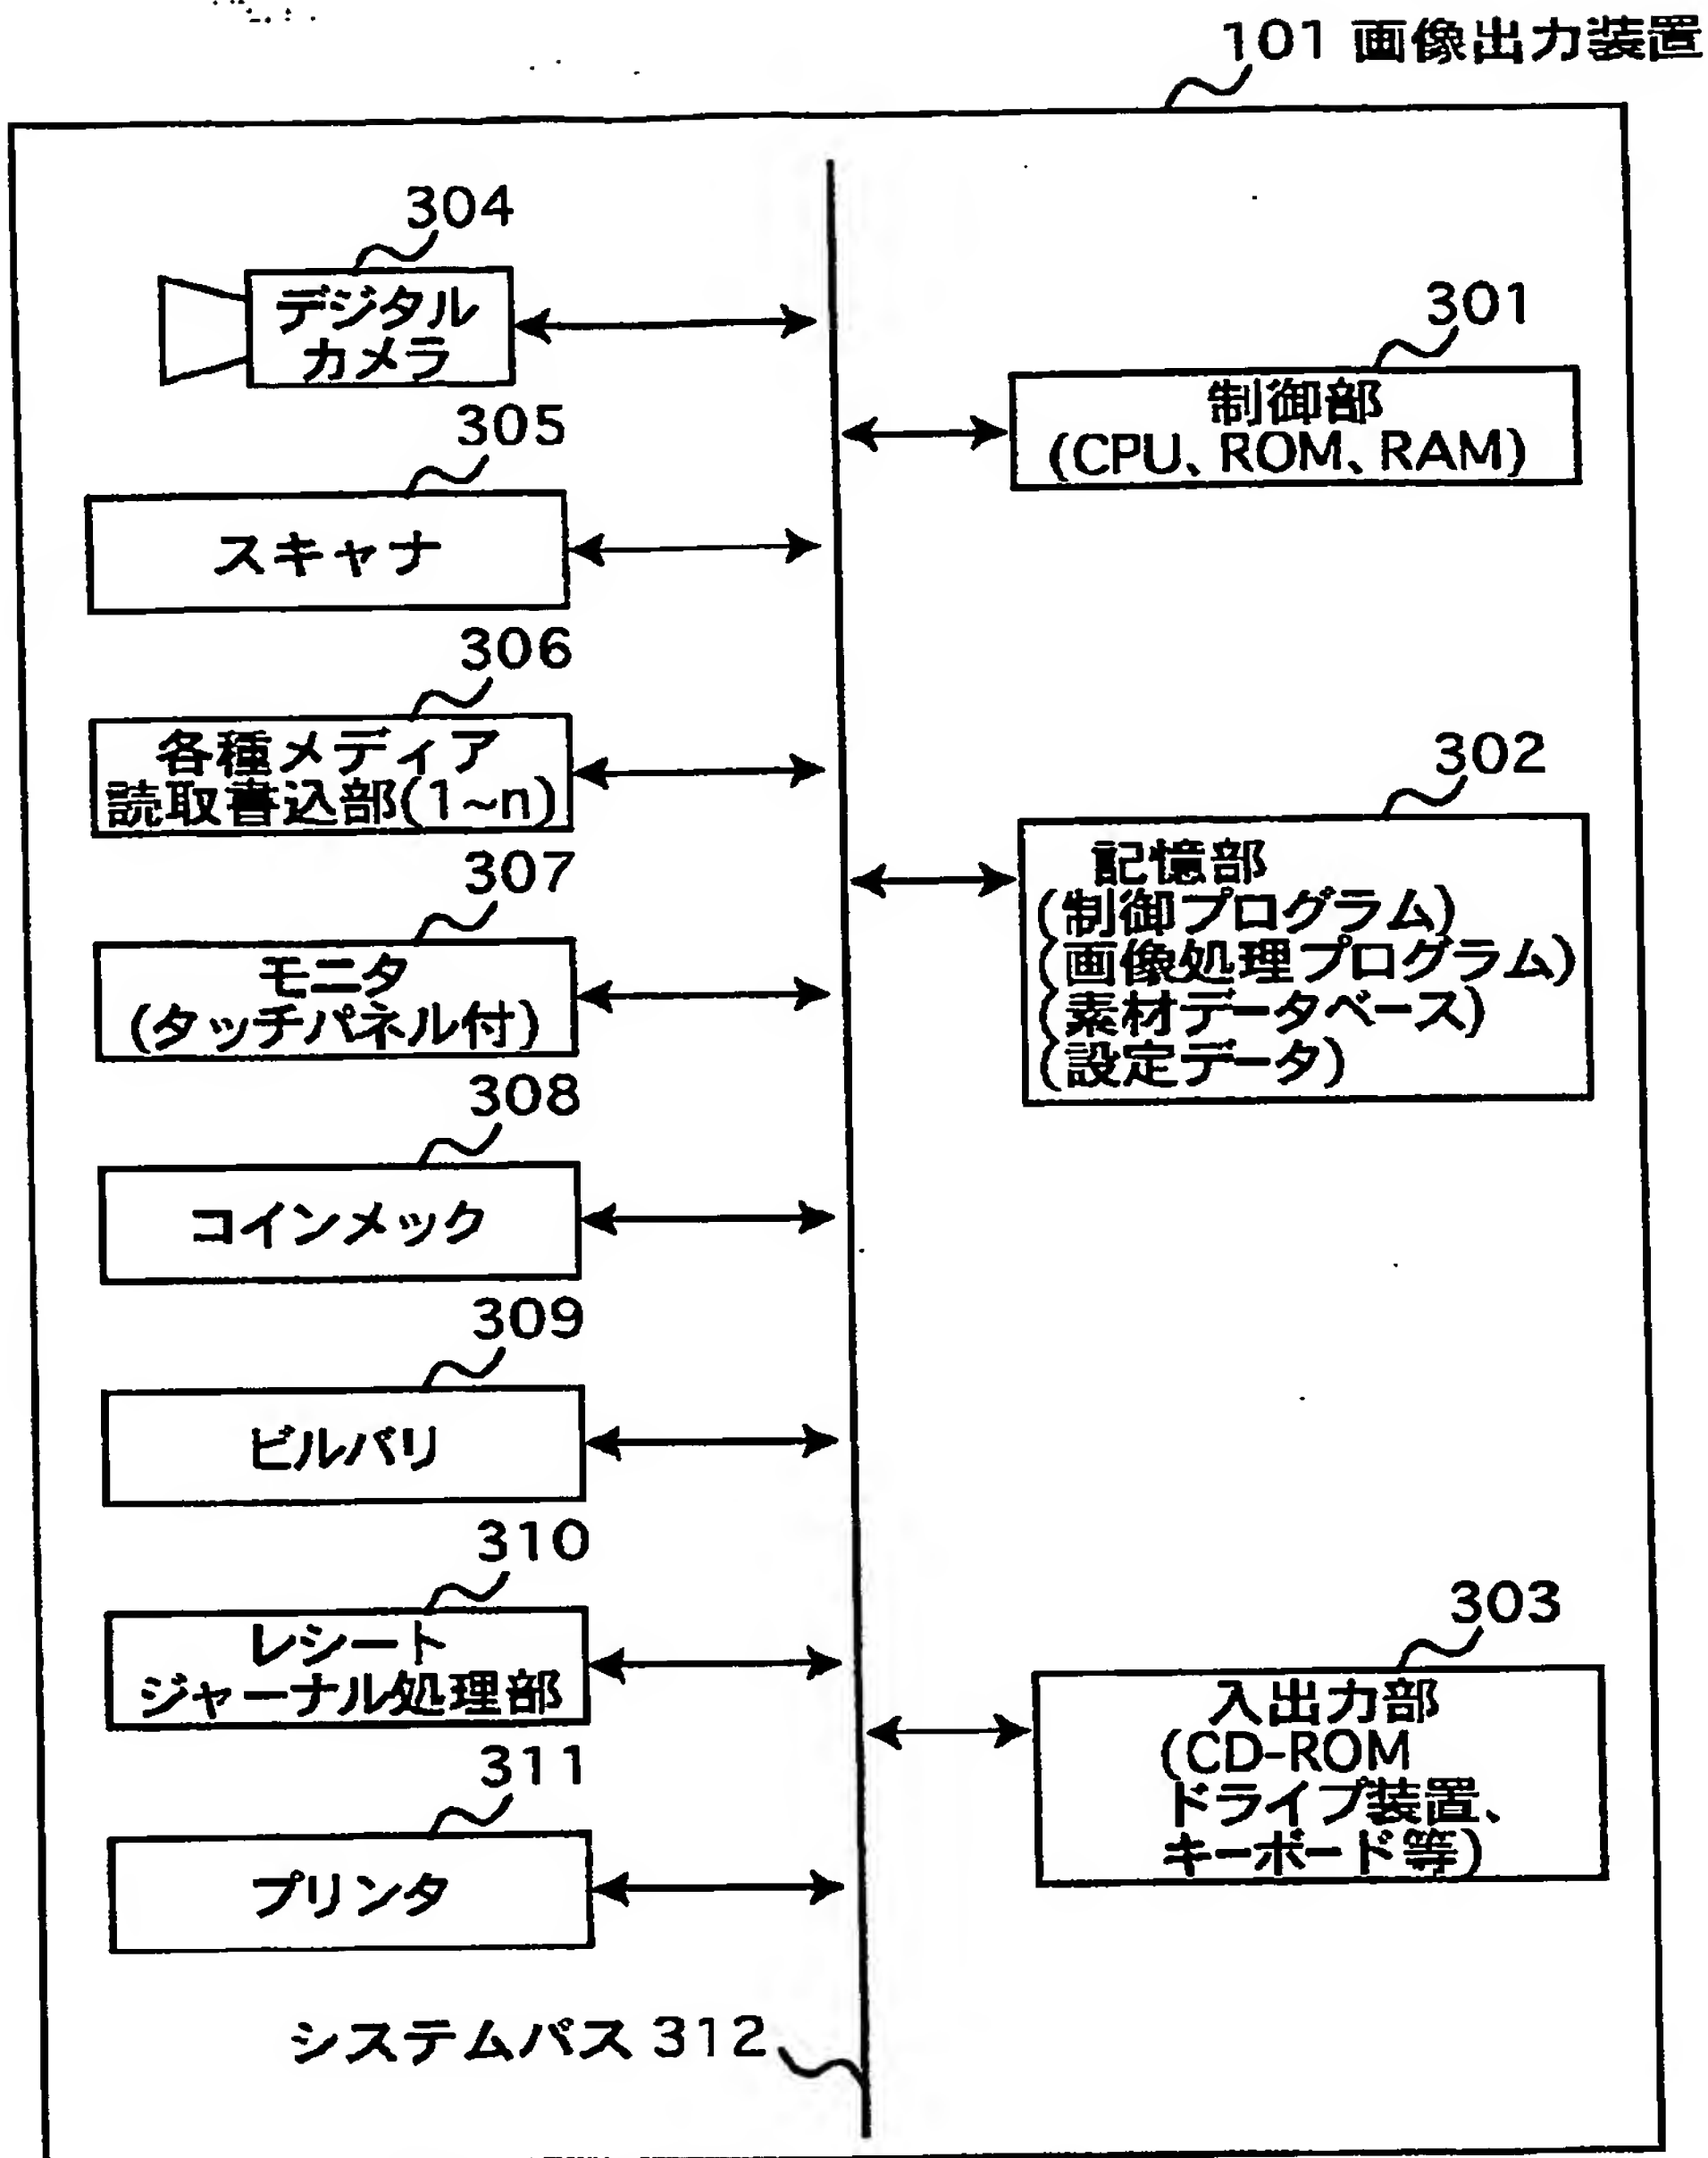 101 画像出力装置
304
デジタル
カメラ
301
制御部
(CPU、ROM、RAM)
305
スキャナ
306
各種メディア
読取書込部(1~n)
302
記憶部
(制御プログラム)
(画像処理プログラム)
(素材データベース)
(設定データ)
307
モニタ
(タッチパネル付)
308
コインメック
309
ビルバリ
310
レシート
ジャーナル処理部
303
入出力部
(CD-ROM
ドライブ装置、
キーボード等)
311
プリンタ
システムバス 312